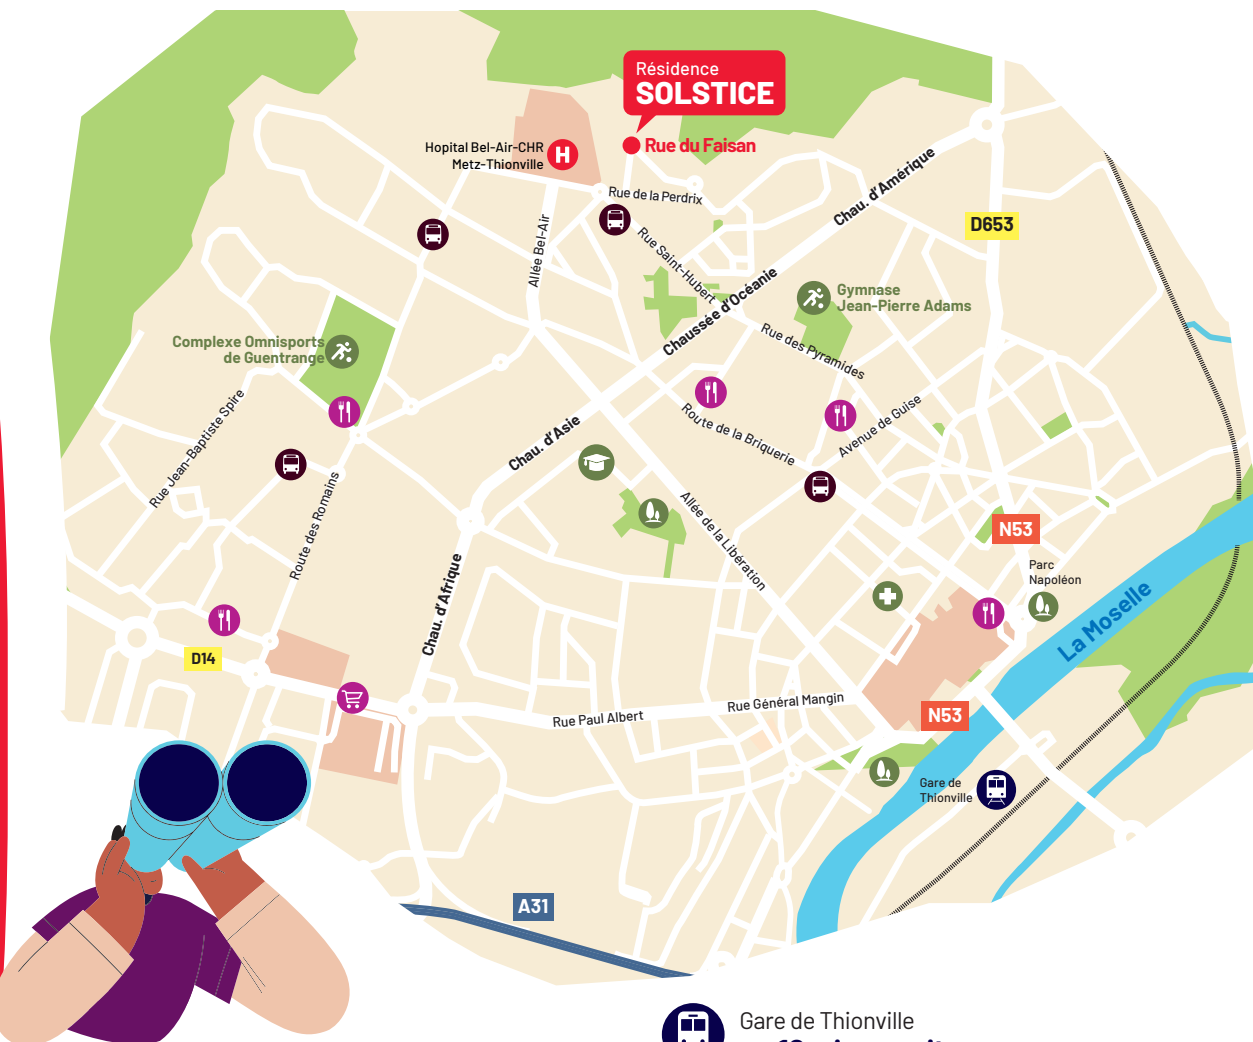 Résidence
SOLSTICE
Rue du Faisan
Hopital Bel-Air-CHR
Metz-Thionville
H
Rue de la Perdrix
Chau. d'Amérique
D653
Allée Bel-Air
Rue Saint-Hubert
Chaussée d'Océanie
Gymnase
Jean-Pierre Adams
Complexe Omnisports
de Guentrange
Rue des Pyramides
Rue Jean-Baptiste Spire
Route de la Briquerie
Avenue de Guise
Chau. d'Asie
Route des Romains
Allée de la Libération
N53
Parc
Napoléon
Chau. d'Afrique
La Moselle
D14
Rue Paul Albert
Rue Général Mangin
N53
Gare de
Thionville
A31
Gare de Thionville